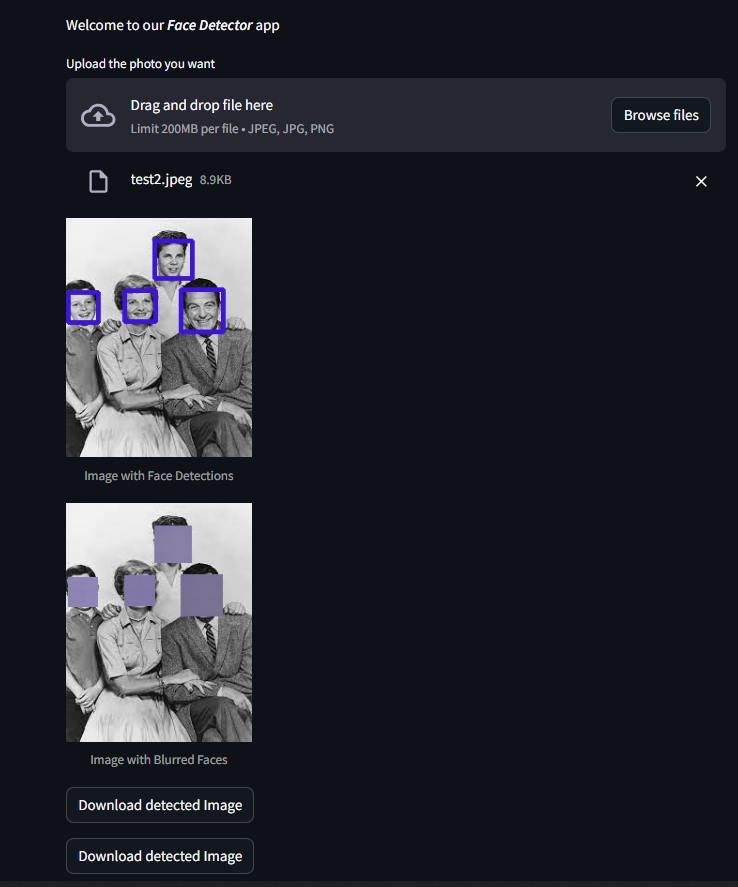 Welcome to our Face Detector app
Upload the photo you want
Drag and drop file here
Limit 200MB per file • JPEG, JPG, PNG
Browse files
test2.jpeg 8.9KB
Image with Face Detections
Image with Blurred Faces
Download detected Image
Download detected Image